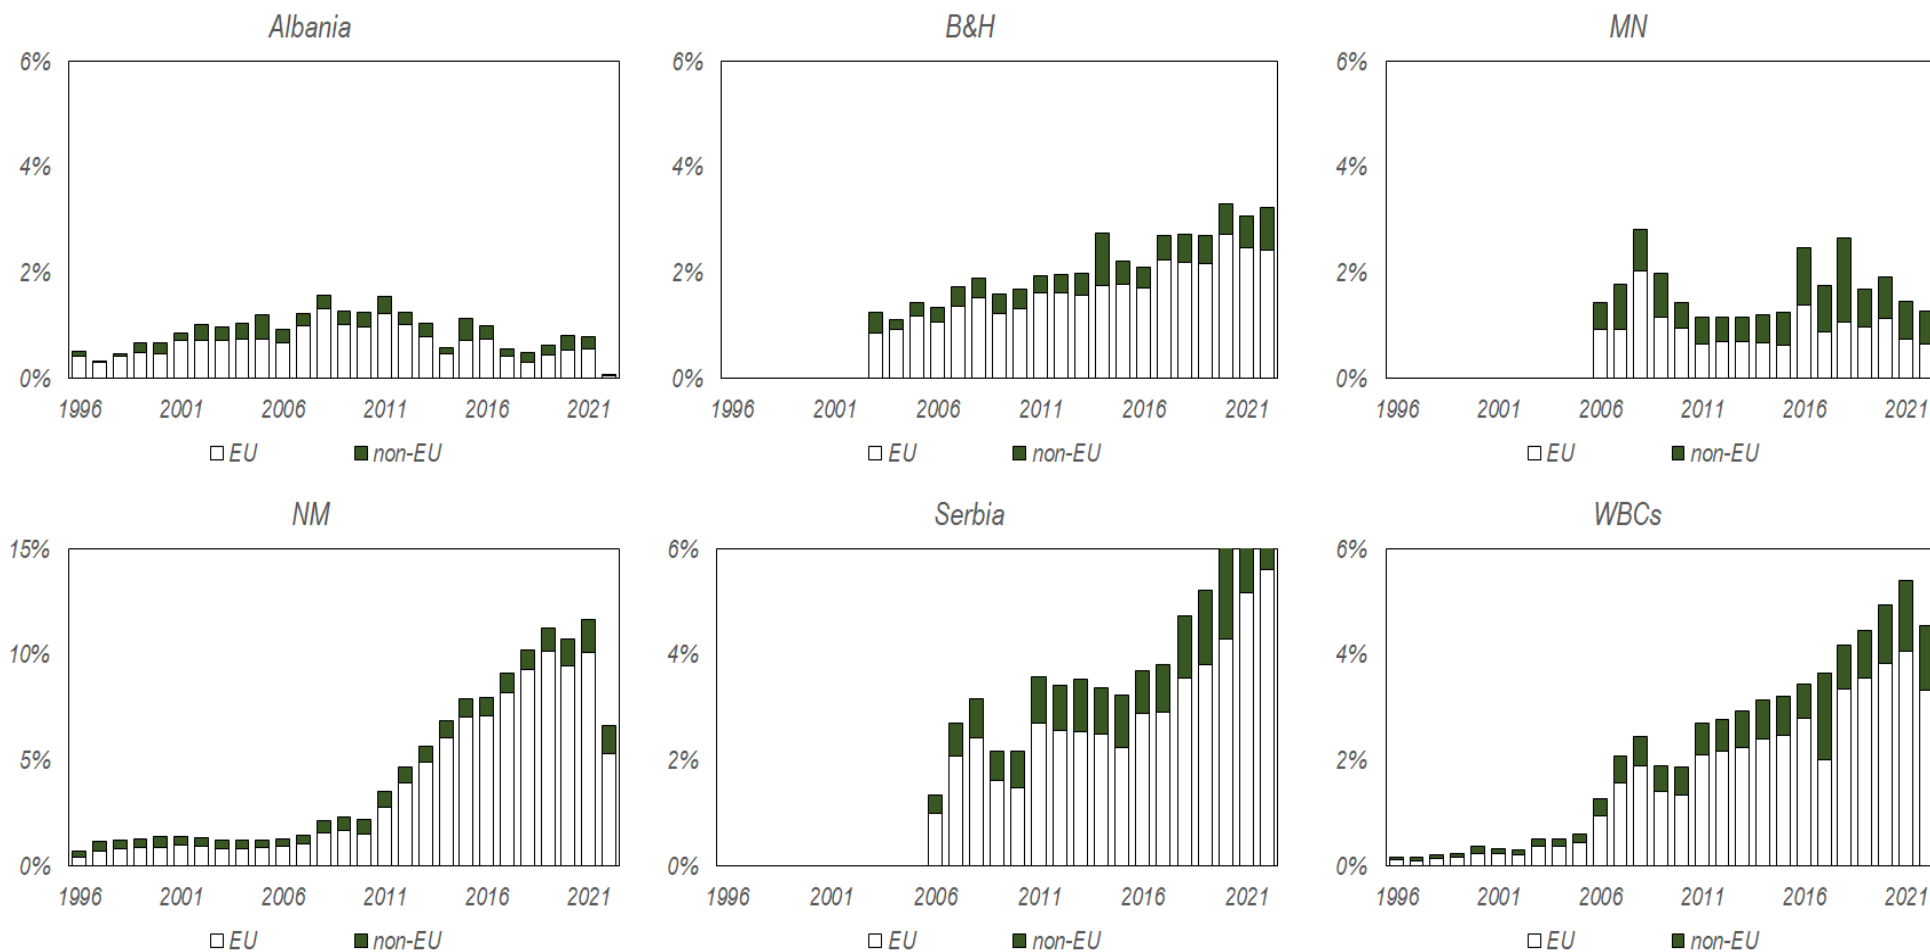 Albania B&H MN
6% 6% 6%
4% 4% 4%
2% 2% 2%
0% 0% 0%
1996 2001 2006 2011 2016 2021 1996 2001 2006 2011 2016 2021 1996 2001 2006 2011 2016 2021
EU non-EU EU non-EU EU non-EU
NM Serbia WBCs
15% 6% 6%
10% 4% 4%
5% 2% 2%
0% 0% 0%
1996 2001 2006 2011 2016 2021 1996 2001 2006 2011 2016 2021 1996 2001 2006 2011 2016 2021
EU non-EU EU non-EU EU non-EU